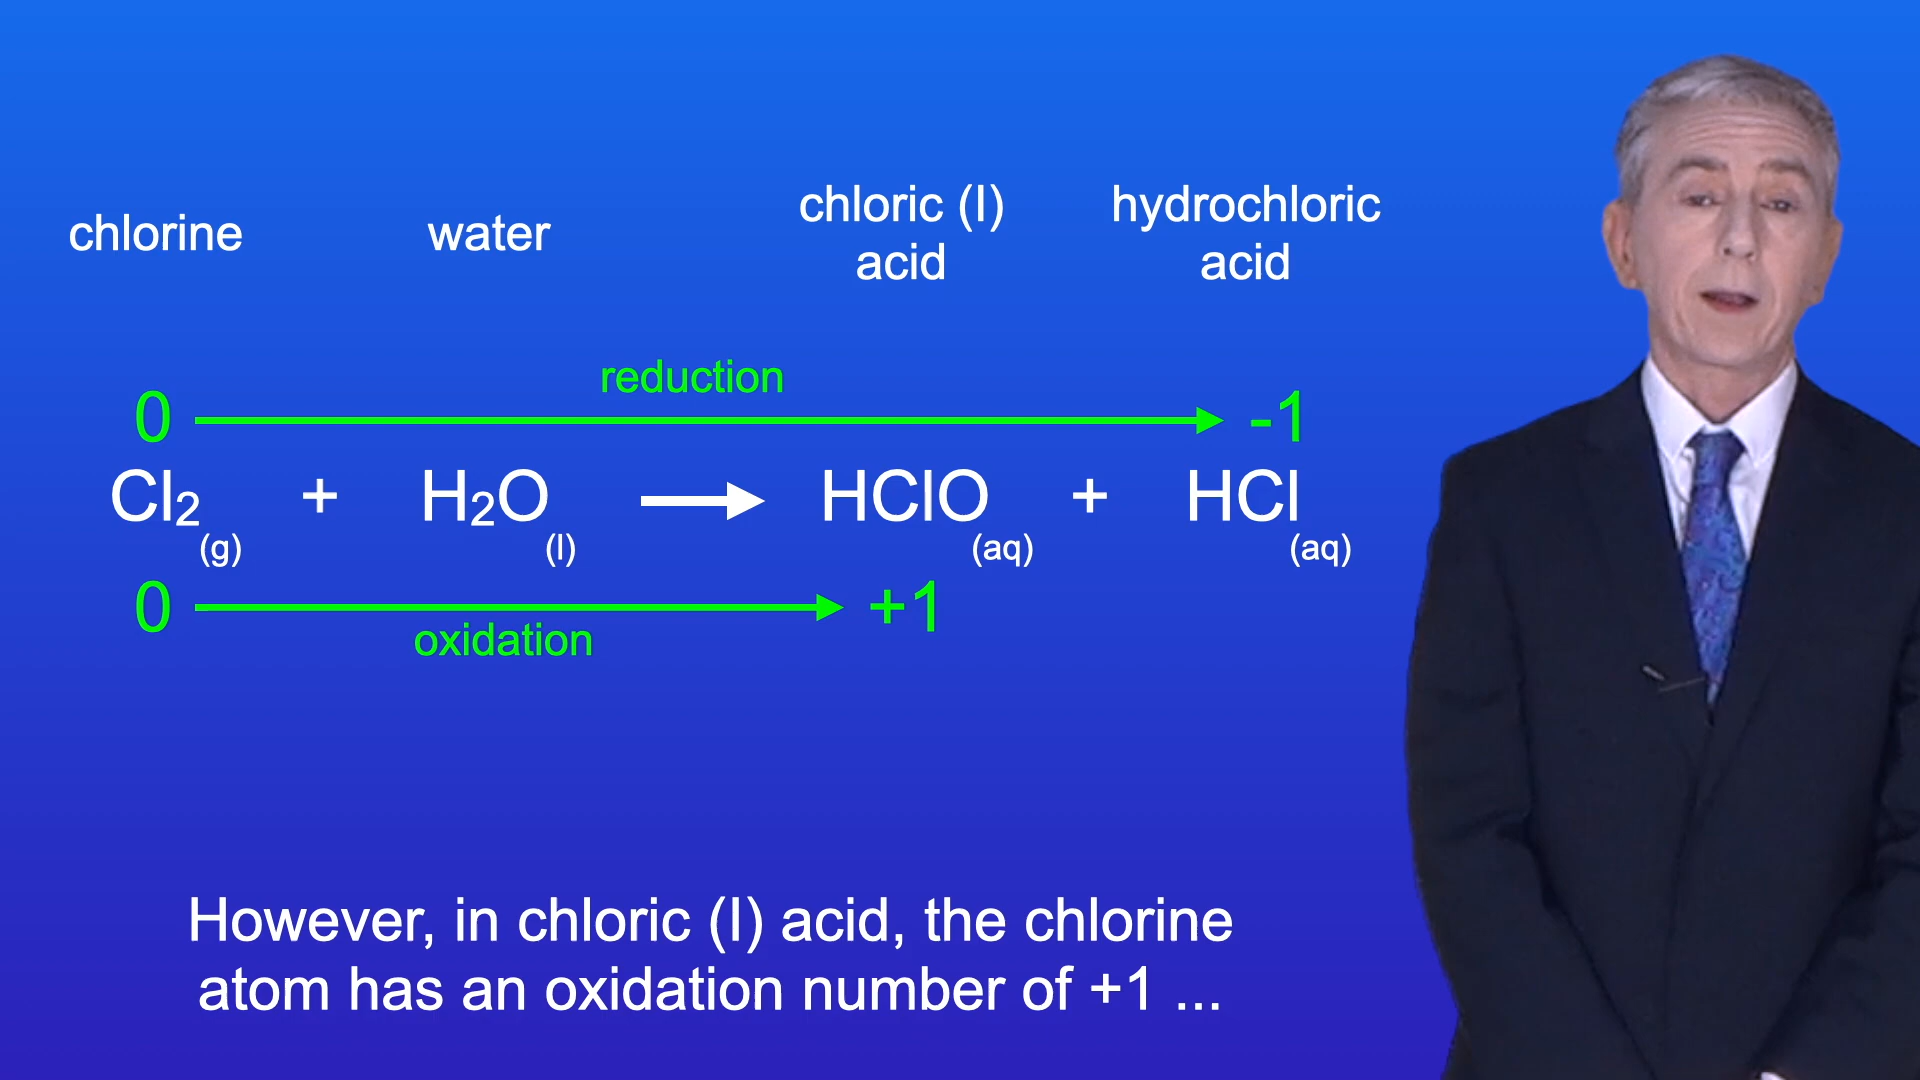 chlorine
water
chloric (I)
acid
hydrochloric
acid
reduction
0
-1
Cl2(g) + H2O(l) HClO(aq) + HCl(aq)
0
+1
oxidation
However, in chloric (I) acid, the chlorine
atom has an oxidation number of +1 ...